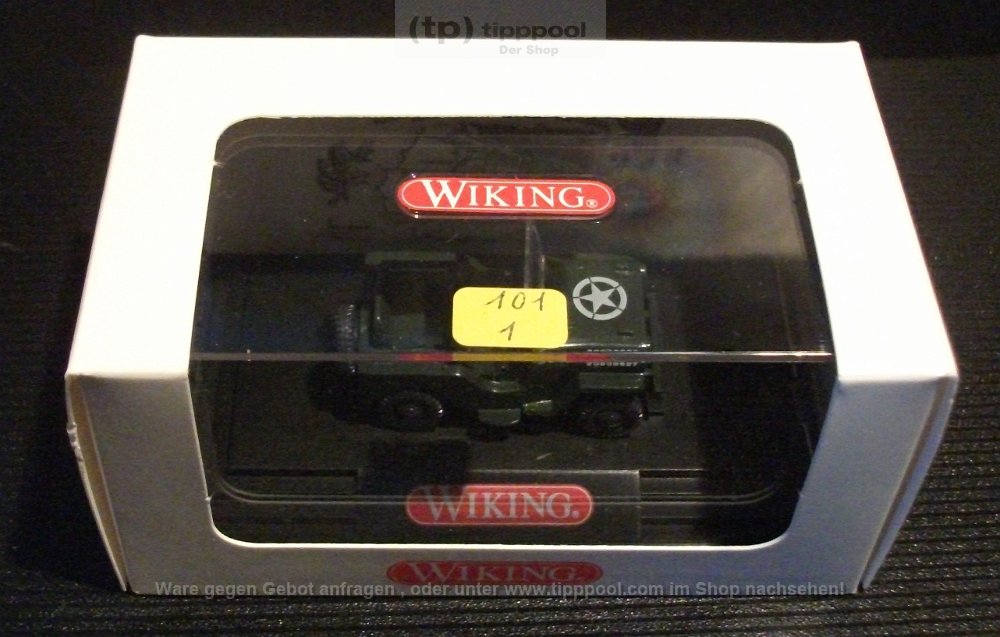 (tp) tipppool
Der Shop
WIKING®
101
1
WIKING®
WIKING®
Ware gegen Gebot anfragen , oder unter www.tipppool.com im Shop nachsehen!